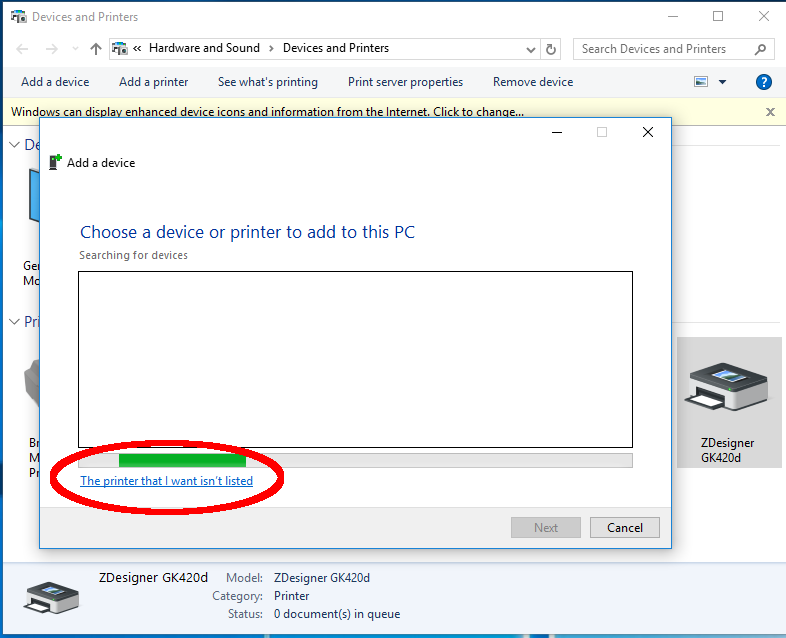 Devices and Printers
« Hardware and Sound › Devices and Printers
Search Devices and Printers
Add a device
Add a printer
See what's printing
Print server properties
Remove device
?
Windows can display enhanced device icons and information from the Internet. Click to change...
De
Ger
Mo
Pri
Br
M
Pr
Add a device
Choose a device or printer to add to this PC
Searching for devices
The printer that I want isn't listed
Next
Cancel
ZDesigner
GK420d
ZDesigner GK420d
Model: ZDesigner GK420d
Category: Printer
Status: 0 document(s) in queue